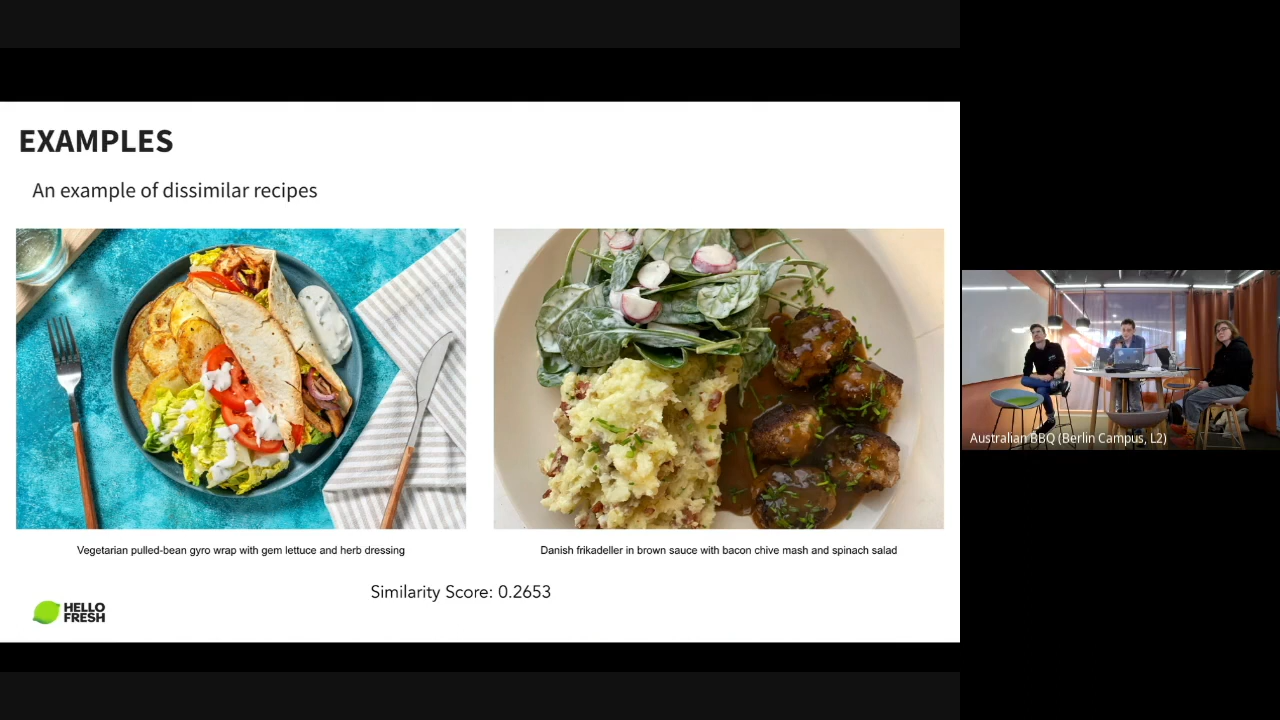 EXAMPLES
An example of dissimilar recipes
Vegetarian pulled-bean gyro wrap with gem lettuce and herb dressing
Danish frikadeller in brown sauce with bacon chive mash and spinach salad
Similarity Score: 0.2653
HELLO
FRESH
Australian BBQ (Berlin Campus, L2)